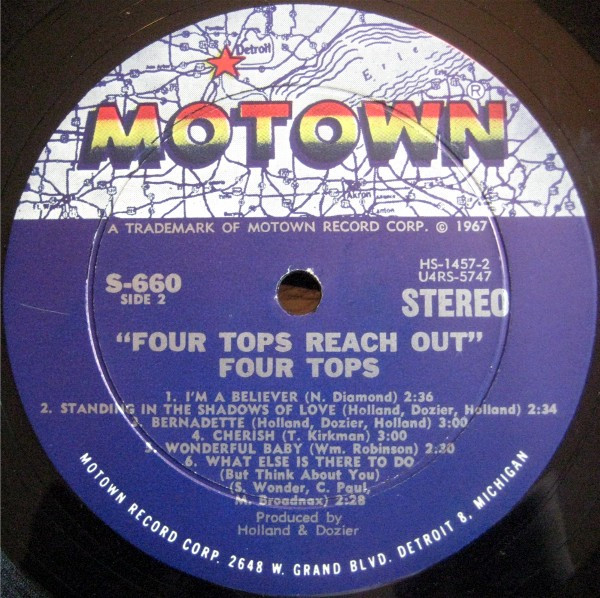 Detroit
Erie
MOTOWN®
Akron
Canton
A TRADEMARK OF MOTOWN RECORD CORP. © 1967
S-660
SIDE 2
HS-1457-2
U4RS-5747
STEREO
"FOUR TOPS REACH OUT"
FOUR TOPS
1. I'M A BELIEVER (N. Diamond) 2:36
2. STANDING IN THE SHADOWS OF LOVE (Holland, Dozier, Holland) 2:34
3. BERNADETTE (Holland, Dozier, Holland) 3:00
4. CHERISH (T. Kirkman) 3:00
5. WONDERFUL BABY (Wm. Robinson) 2:30
6. WHAT ELSE IS THERE TO DO
(But Think About You)
(S. Wonder, C. Paul,
M. Broadnax) 2:28
Produced by
Holland & Dozier
MOTOWN RECORD CORP. 2648 W. GRAND BLVD. DETROIT 8, MICHIGAN